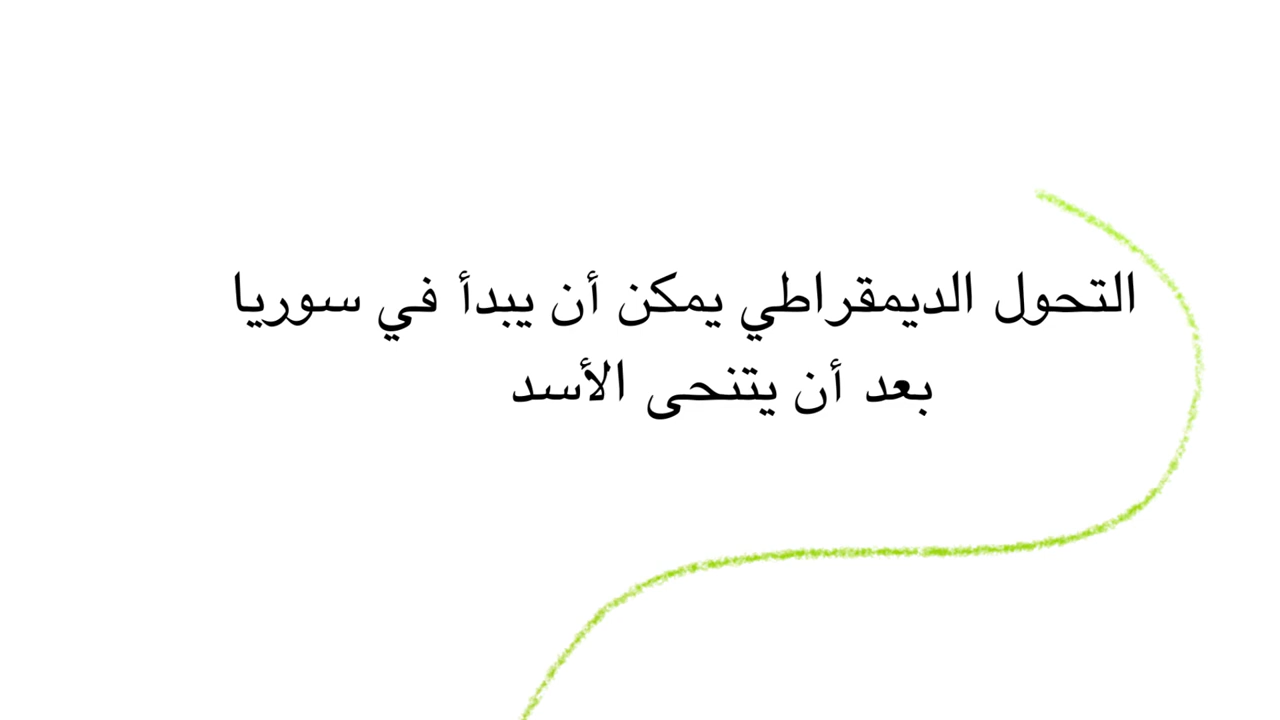 التحول الديمقراطي يمكن أن يبدأ في سوريا
بعد أن يتنحى الأسد